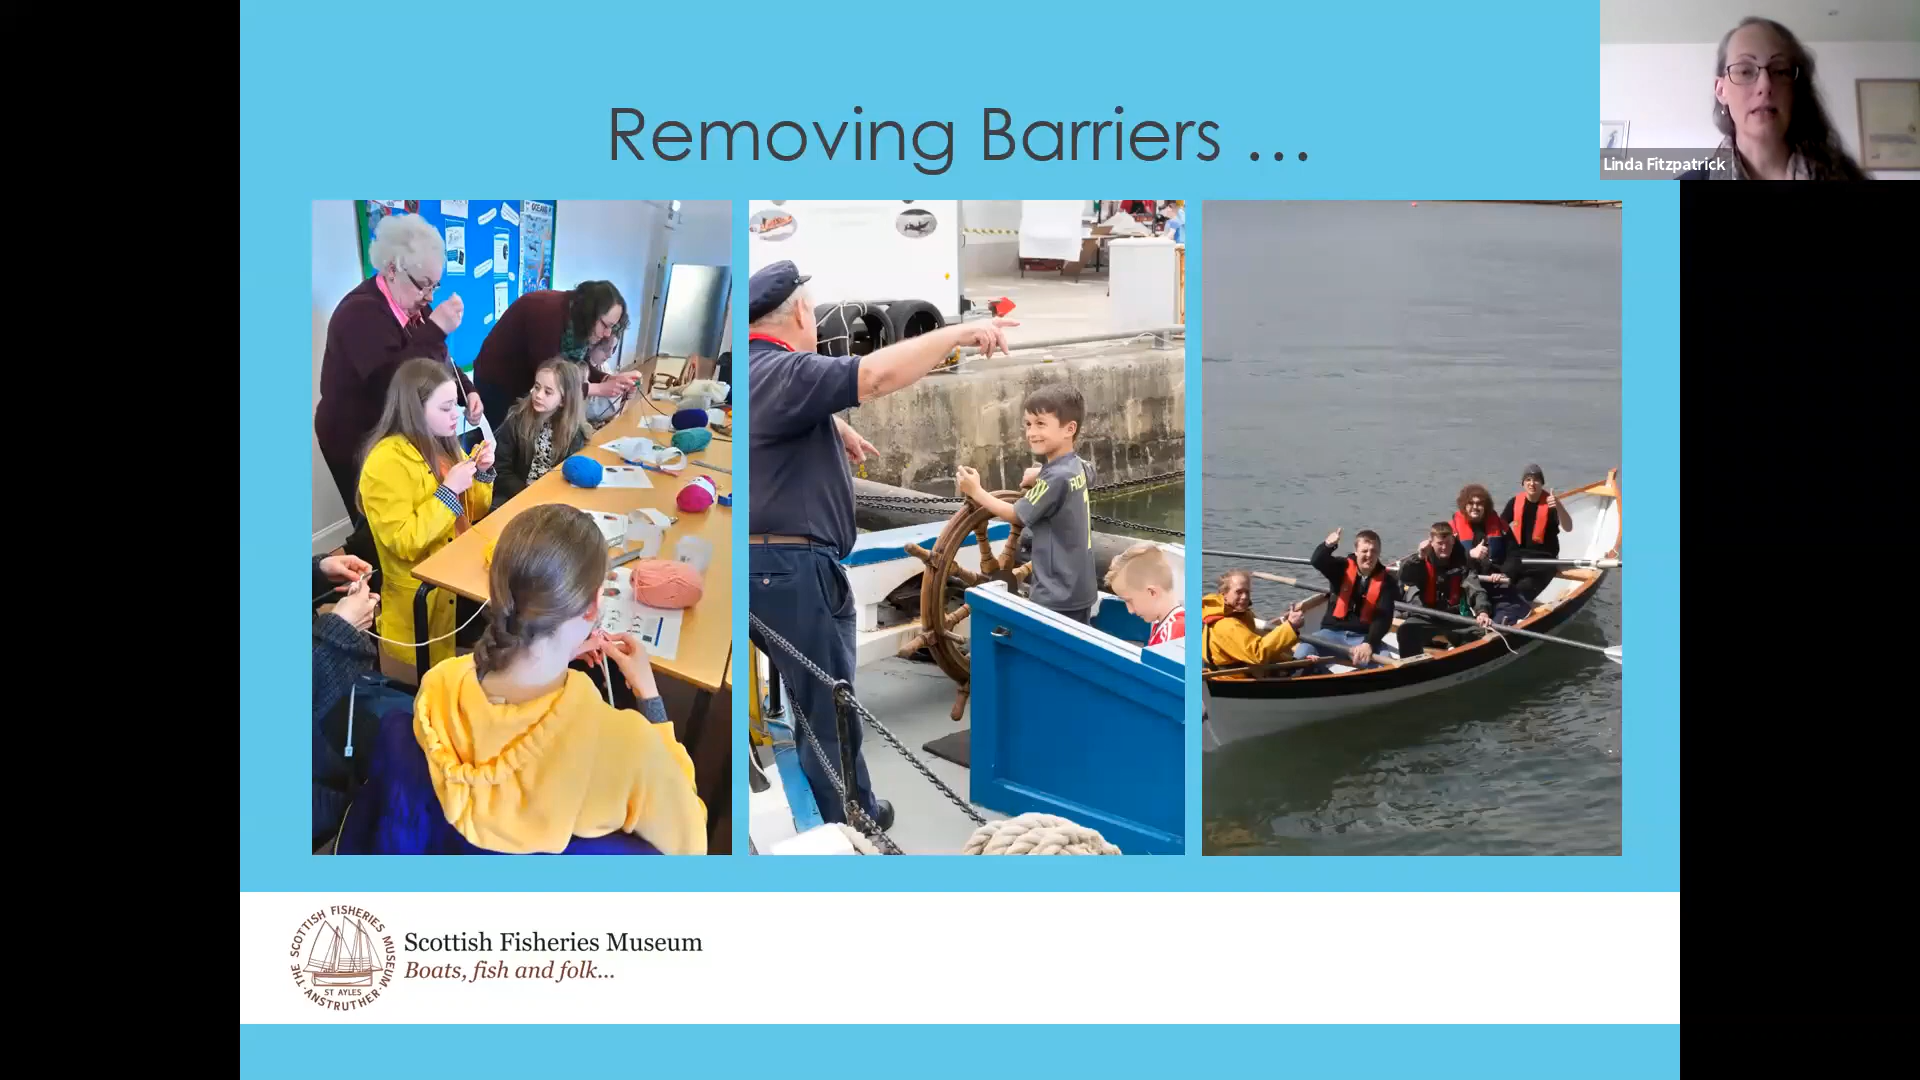 Removing Barriers ...
Linda Fitzpatrick
THE SCOTTISH FISHERIES MUSEUM
ST AYLES
· ANSTRUTHER ·
Scottish Fisheries Museum
Boats, fish and folk...